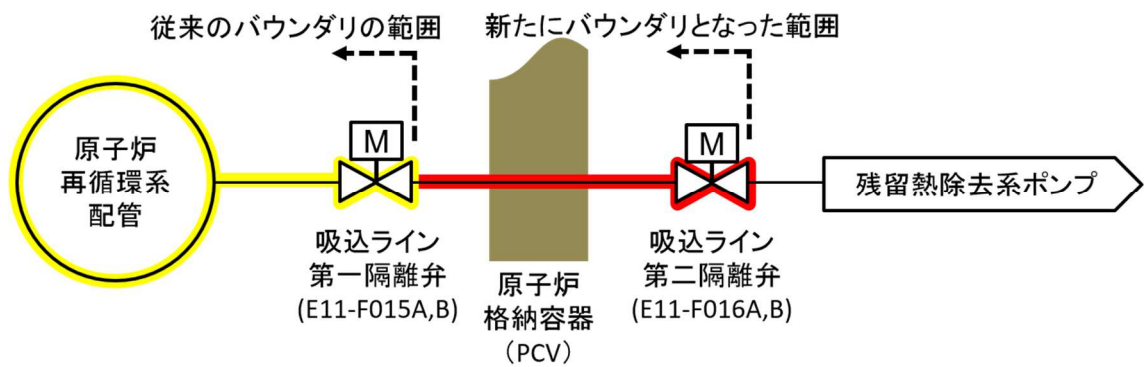 従来のバウンダリの範囲
新たにバウンダリとなった範囲
原子炉
再循環系
配管
M
M
残留熱除去系ポンプ
吸込ライン
第一隔離弁
(E11-F015A,B)
原子炉
格納容器
（PCV）
吸込ライン
第二隔離弁
(E11-F016A,B)